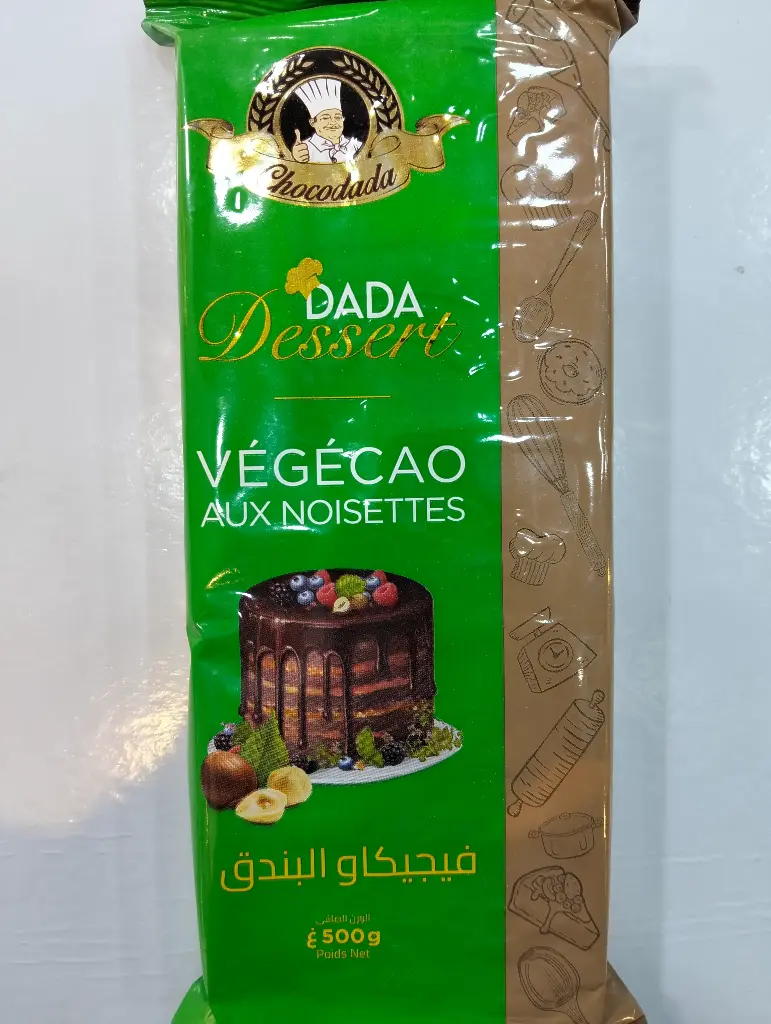 Chocodada
DADA
Dessert
VÉGÉCAO
AUX NOISETTES
فيجيكاو البندق
الوزن الصافي
500g غ
Poids Net